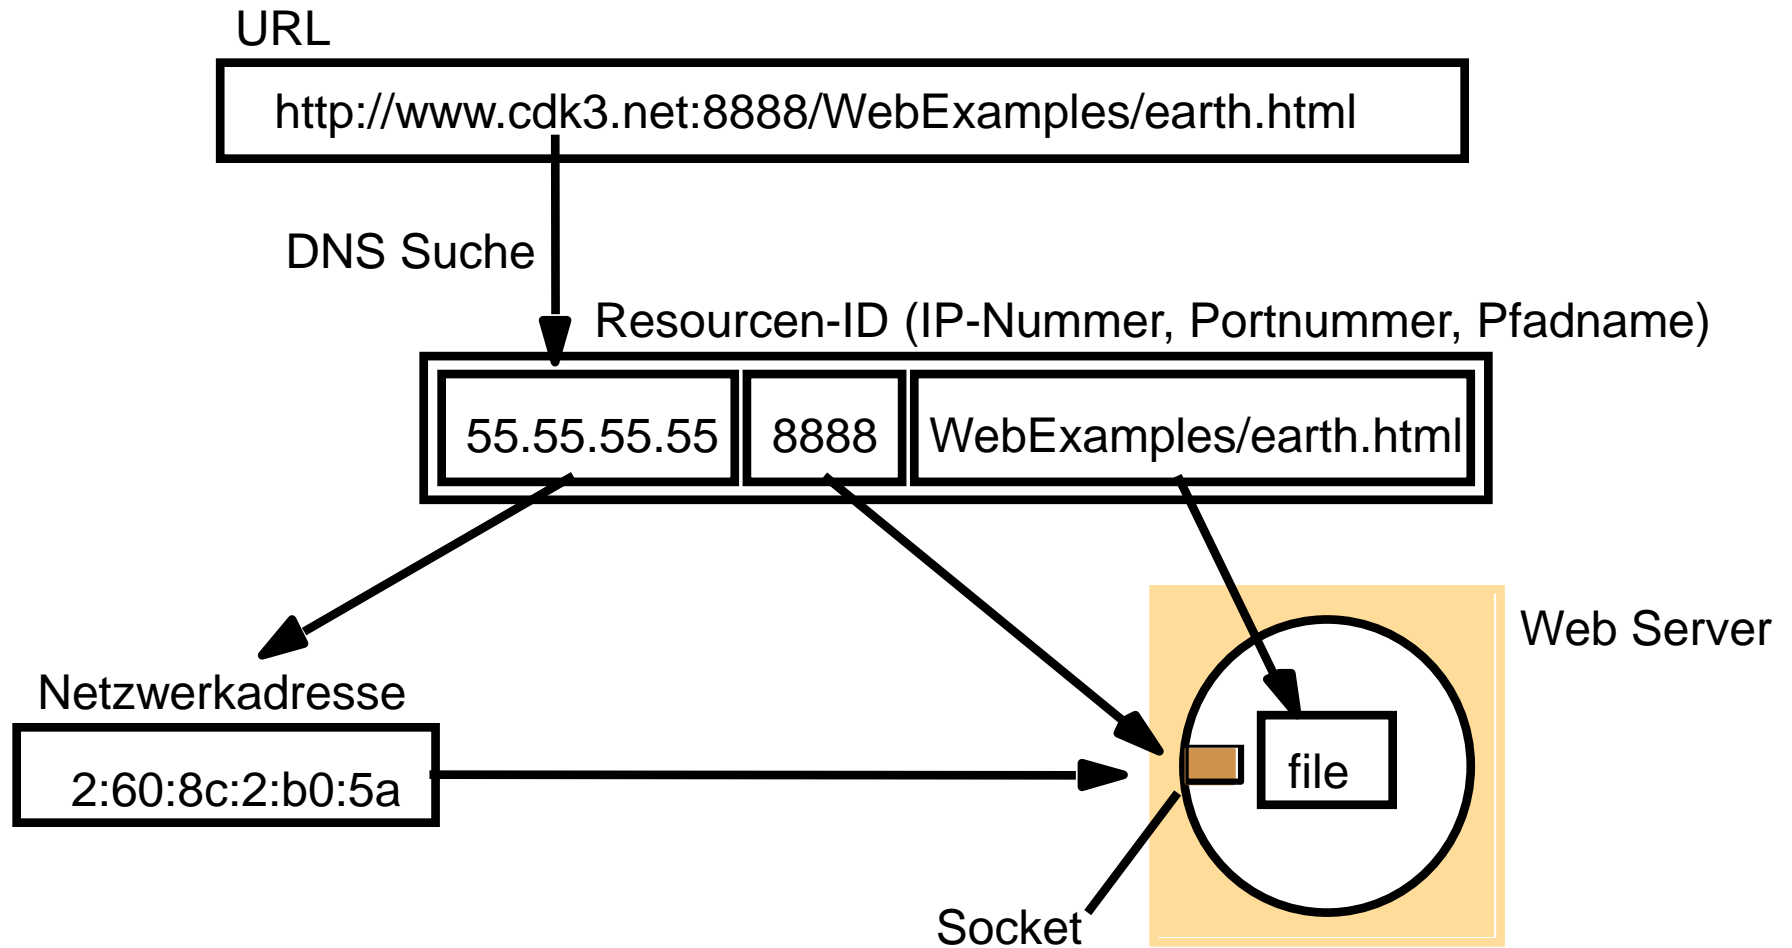 URL
http://www.cdk3.net:8888/WebExamples/earth.html
DNS Suche
Resourcen-ID (IP-Nummer, Portnummer, Pfadname)
55.55.55.55 8888 WebExamples/earth.html
Web Server
Netzwerkadresse
2:60:8c:2:b0:5a
file
Socket